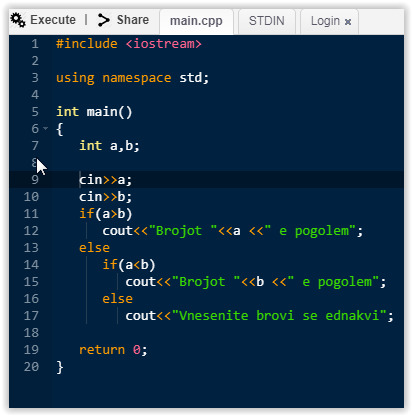 Execute | Share main.cpp STDIN Login ×
1 #include <iostream>
2
3 using namespace std;
4
5 int main()
6 {
7 int a,b;
8
9 cin>>a;
10 cin>>b;
11 if(a>b)
12 cout<<"Brojot "<<a <<" e pogolem";
13 else
14 if(a<b)
15 cout<<"Brojot "<<b <<" e pogolem";
16 else
17 cout<<"Vnesenite brovi se ednakvi";
18
19 return 0;
20 }